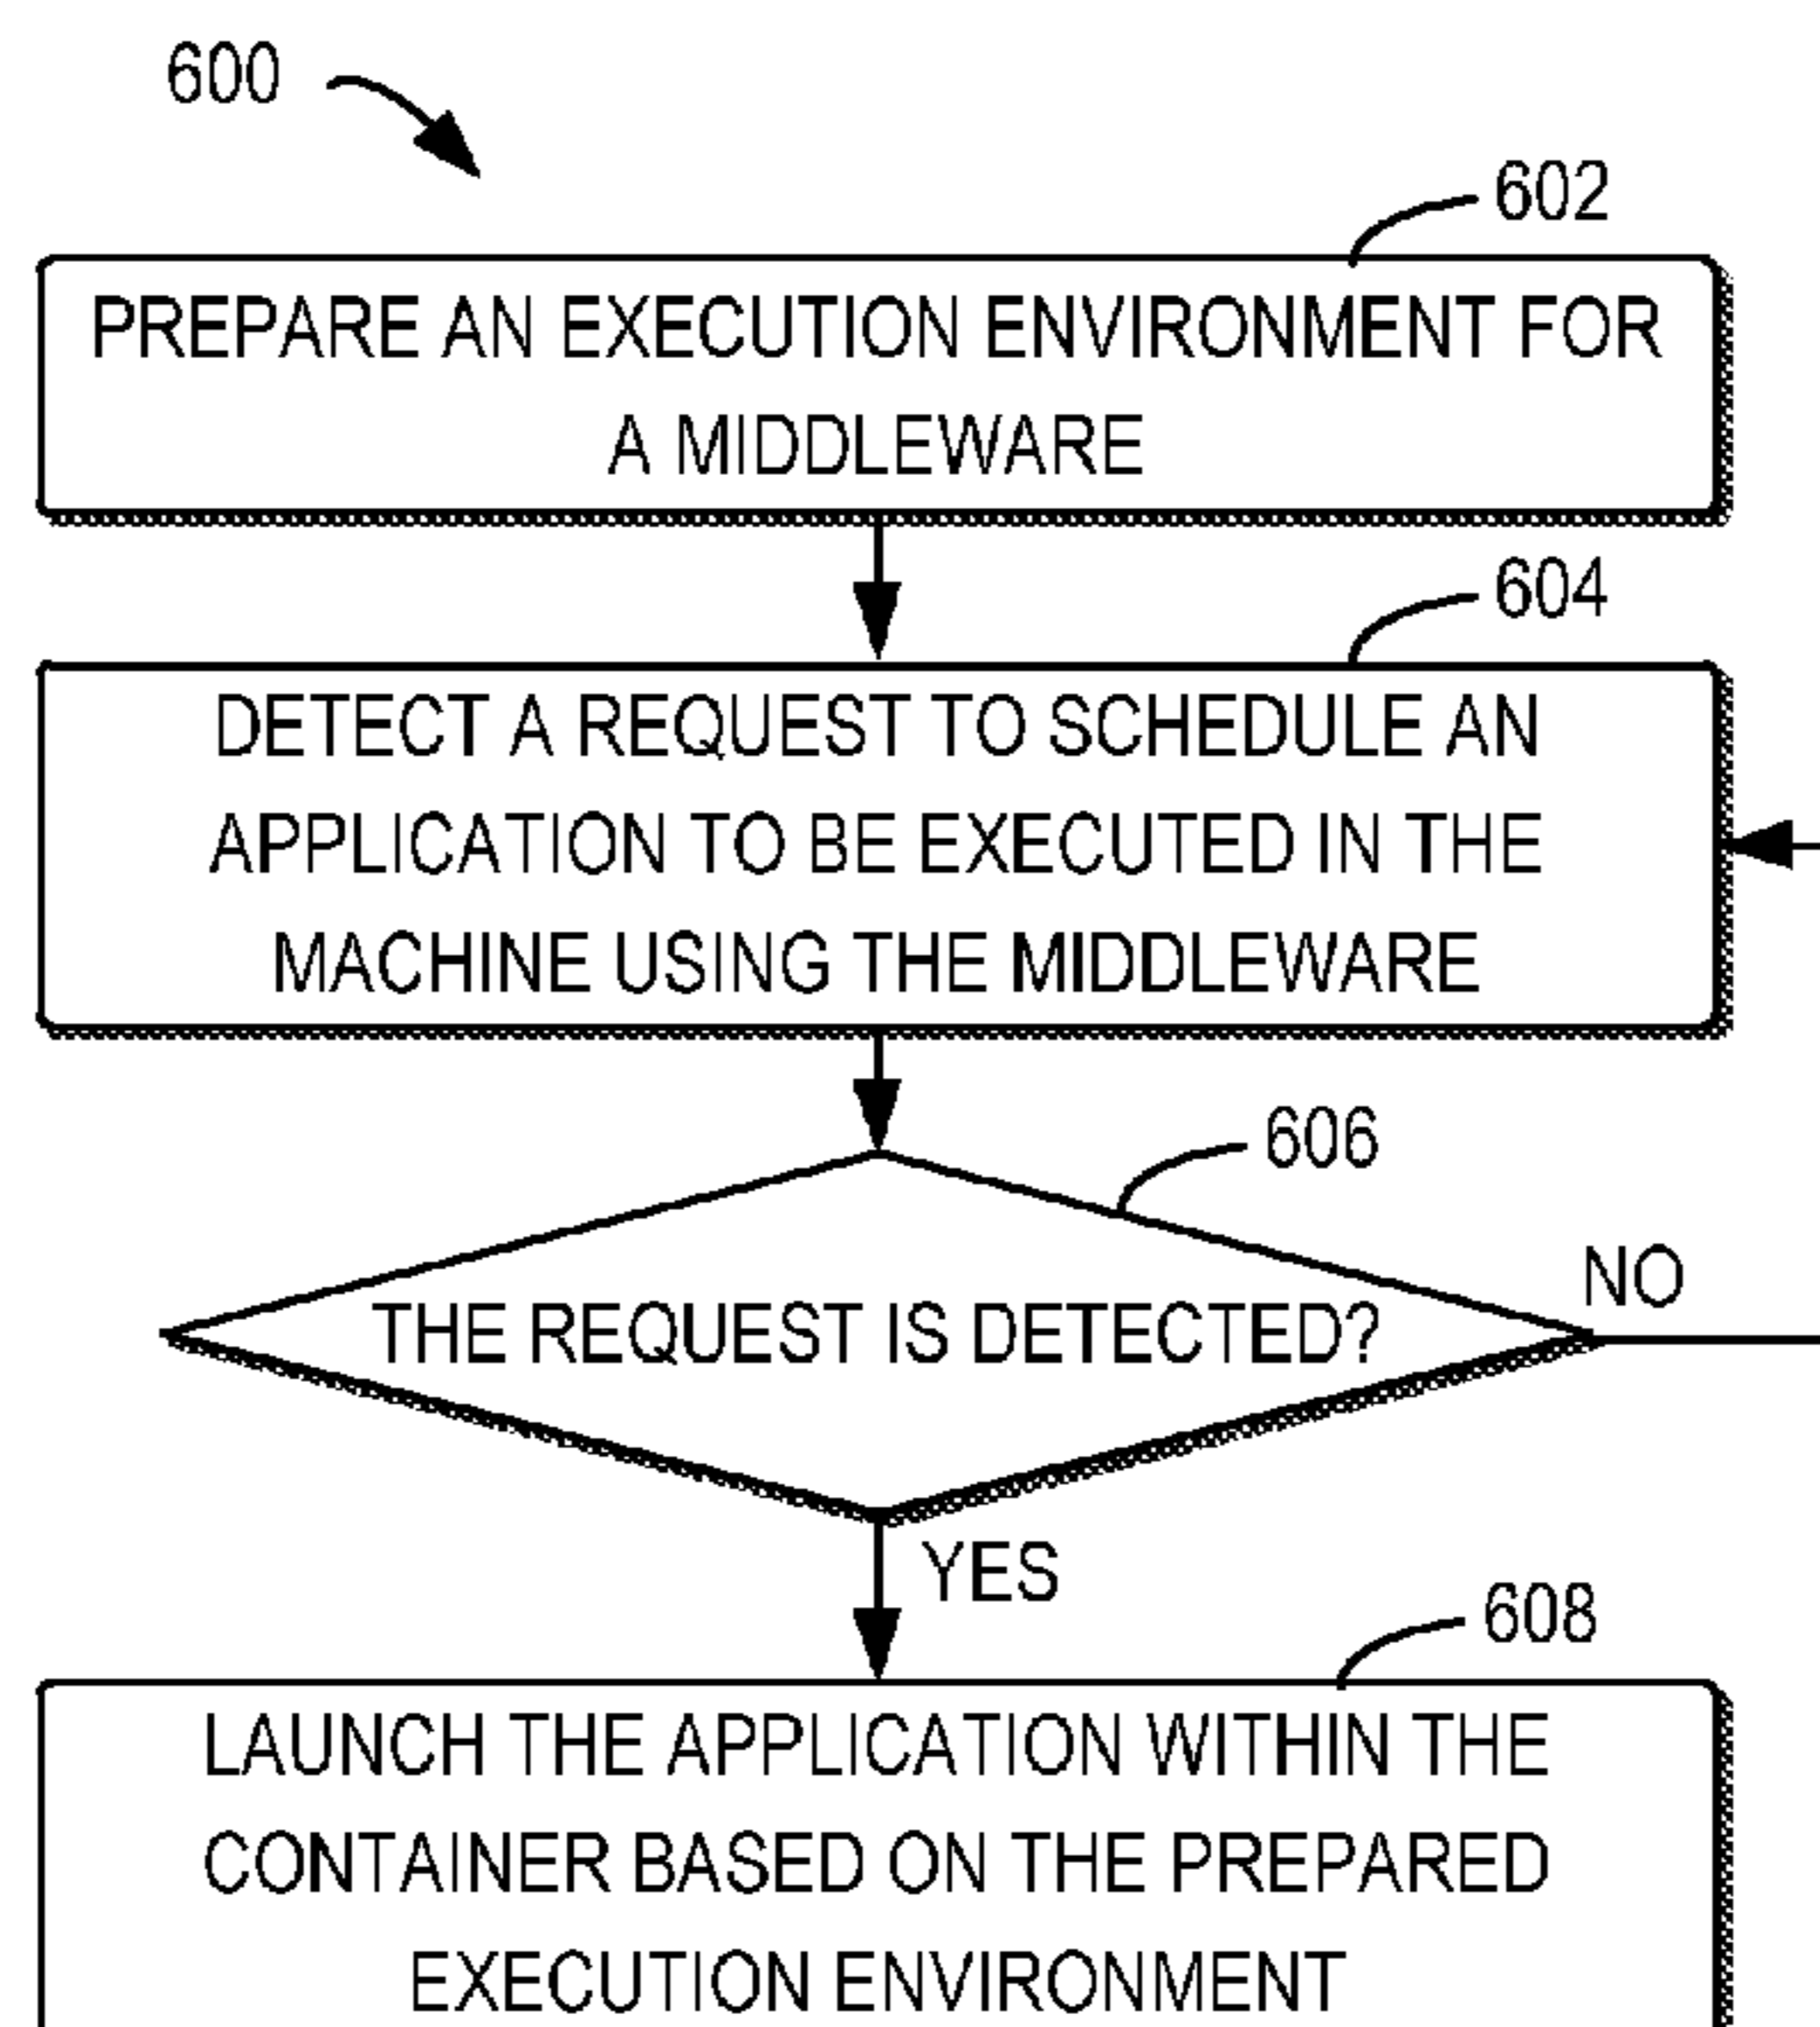 600
602
PREPARE AN EXECUTION ENVIRONMENT FOR
A MIDDLEWARE
604
DETECT A REQUEST TO SCHEDULE AN
APPLICATION TO BE EXECUTED IN THE
MACHINE USING THE MIDDLEWARE
606
THE REQUEST IS DETECTED?
NO
YES
608
LAUNCH THE APPLICATION WITHIN THE
CONTAINER BASED ON THE PREPARED
EXECUTION ENVIRONMENT